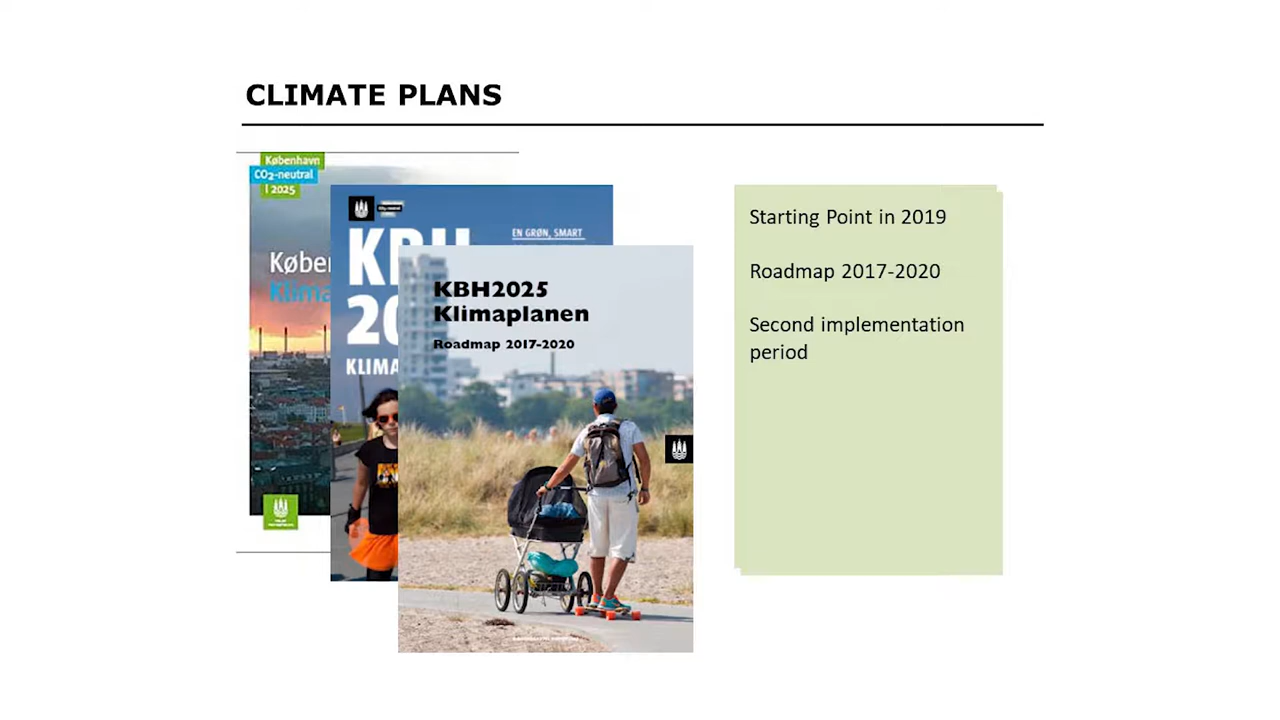 CLIMATE PLANS
København
CO2-neutral
i 2025
Køben
Klima
KBH
20
KLIMA
EN GRØN, SMART
KBH2025
Klimaplanen
Roadmap 2017-2020
Starting Point in 2019
Roadmap 2017-2020
Second implementation
period